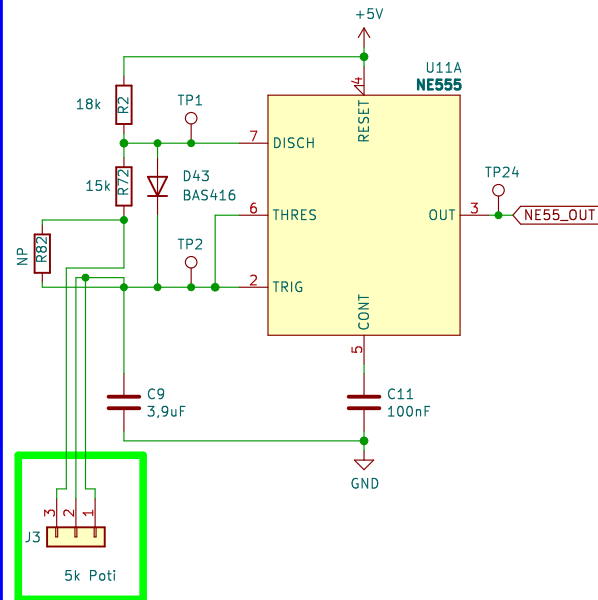 +5V
U11A
NE555
18k
R2
TP1
7
DISCH
4
RESET
15k
R72
D43
BAS416
TP24
6
THRES
OUT
3
NE55_OUT
NP
R82
TP2
2
TRIG
CONT
5
C9
3,9uF
C11
100nF
GND
3
2
1
J3
5k Poti